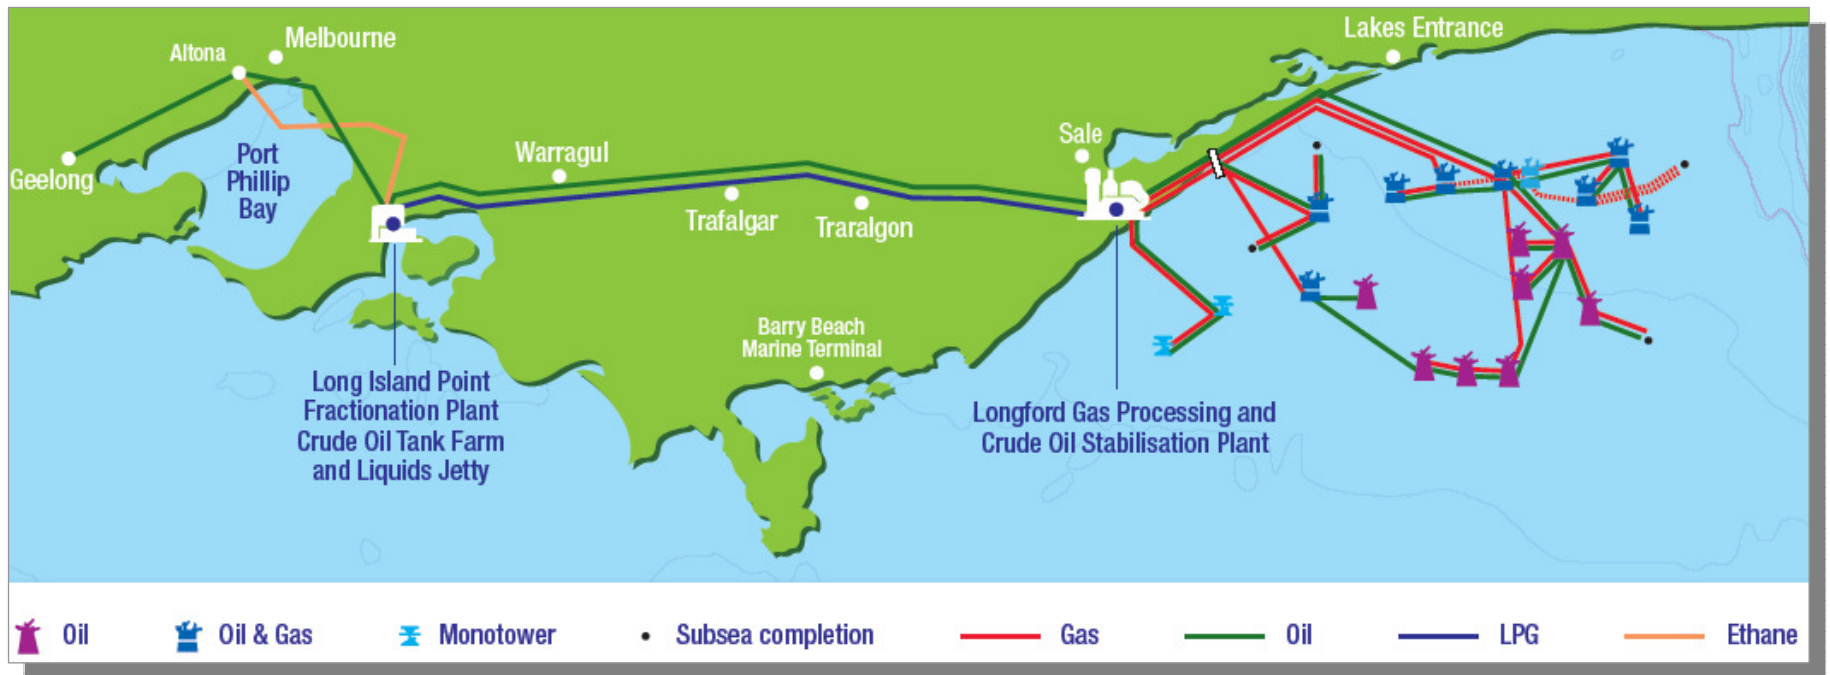 Lakes Entrance
Melbourne
Altona
Sale
Warragul
Port
Phillip
Bay
Geelong
Trafalgar
Traralgon
Barry Beach
Marine Terminal
Long Island Point
Fractionation Plant
Crude Oil Tank Farm
and Liquids Jetty
Longford Gas Processing and
Crude Oil Stabilisation Plant
Oil
Oil & Gas
Monotower
Subsea completion
Gas
Oil
LPG
Ethane